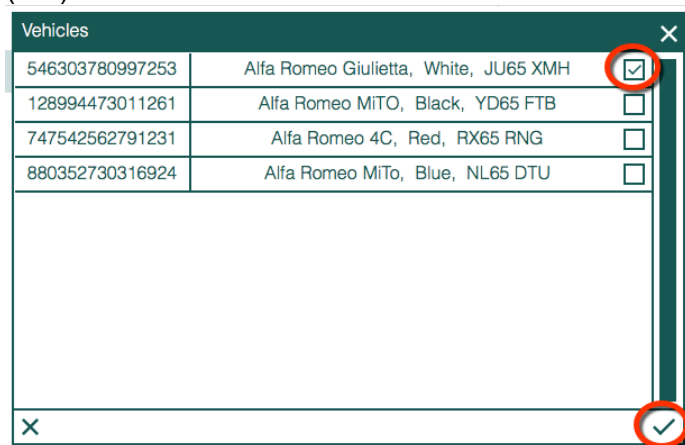 Vehicles
546303780997253 Alfa Romeo Giulietta, White, JU65 XMH
128994473011261 Alfa Romeo MiTO, Black, YD65 FTB
747542562791231 Alfa Romeo 4C, Red, RX65 RNG
880352730316924 Alfa Romeo MiTo, Blue, NL65 DTU